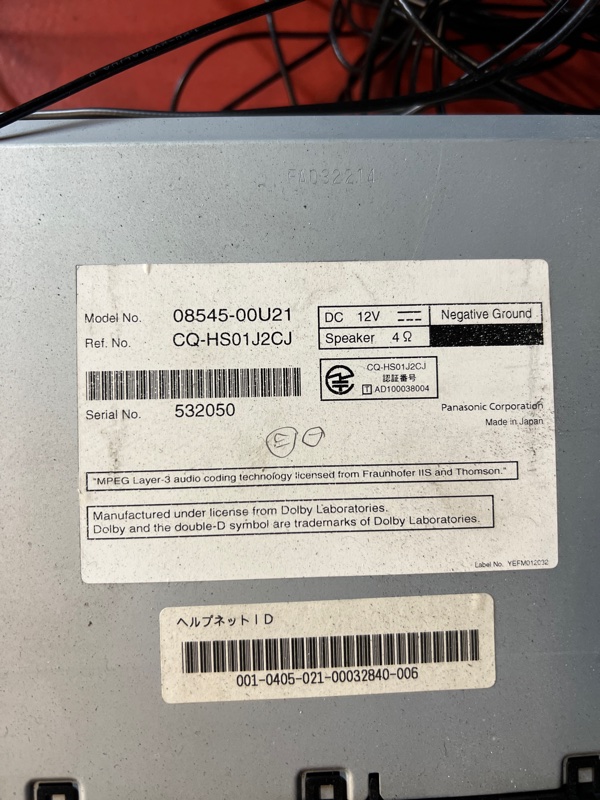 FAD32214
Model No. 08545-00U21
Ref. No. CQ-HS01J2CJ
DC 12V Negative Ground
Speaker 4Ω
CQ-HS01J2CJ
認証番号
T AD100038004
Serial No. 532050
Panasonic Corporation
Made in Japan
"MPEG Layer-3 audio coding technology licensed from Fraunhofer IIS and Thomson."
Manufactured under license from Dolby Laboratories.
Dolby and the double-D symbol are trademarks of Dolby Laboratories.
Label No. YEFM012032
ヘルプネットID
001-0405-021-00032840-006